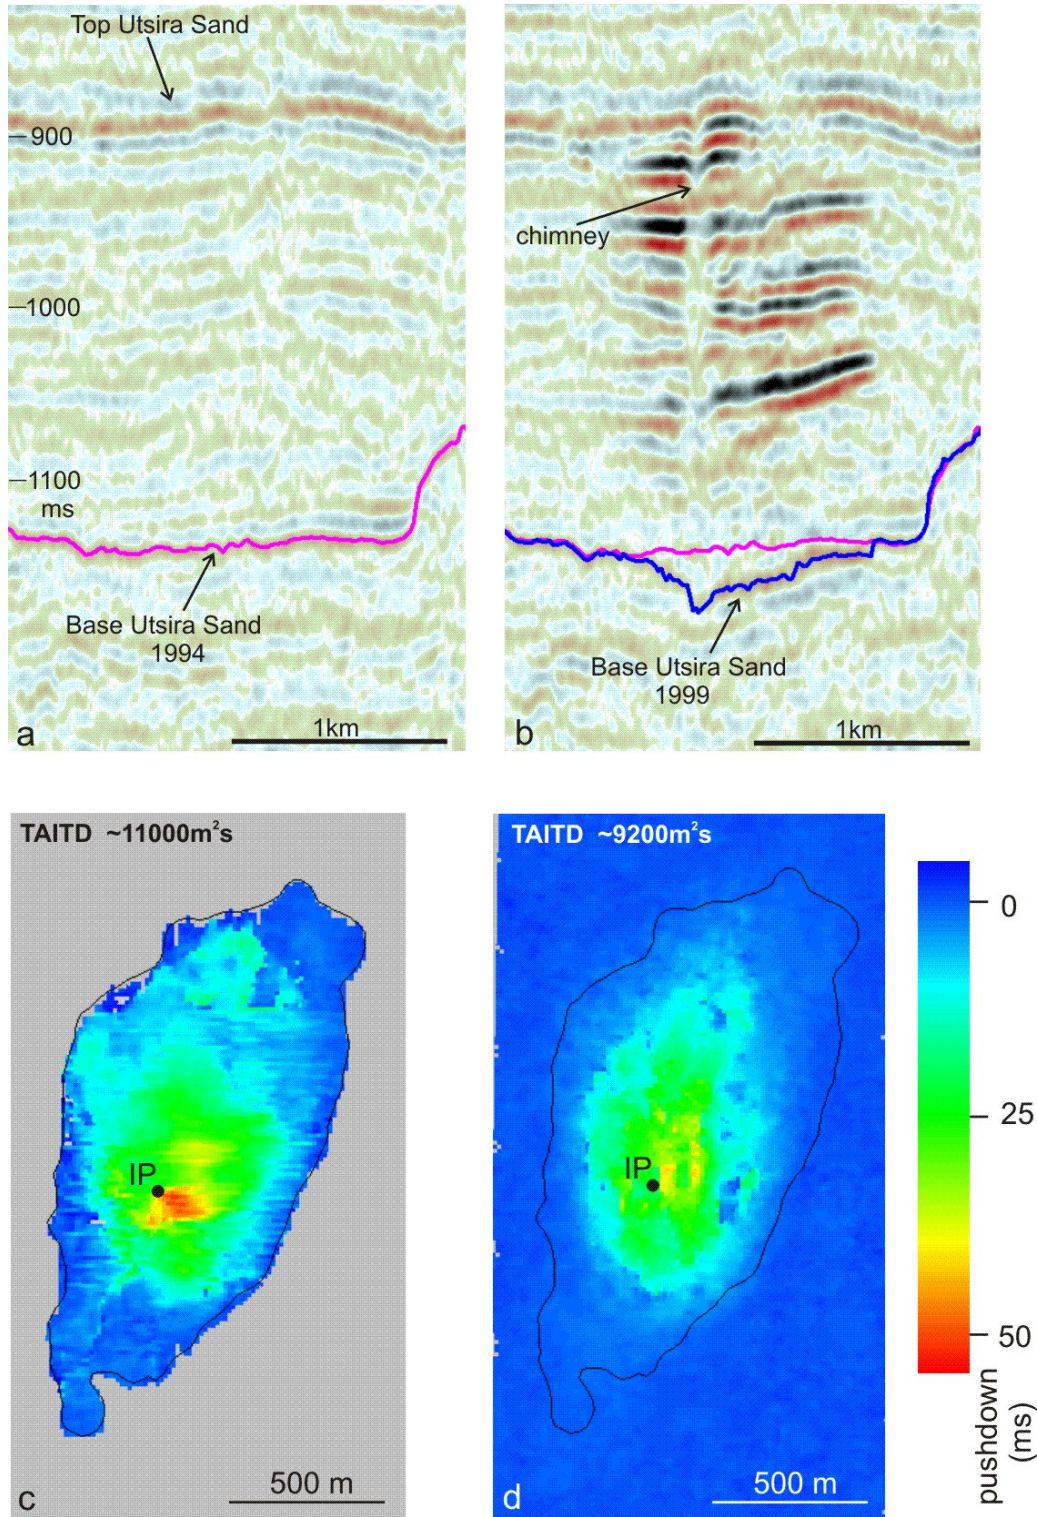 Top Utsira Sand
900
chimney
1000
1100
ms
Base Utsira Sand
1994
Base Utsira Sand
1999
a
1km
b
1km
TAITD ~11000m²s
TAITD ~9200m²s
0
25
IP
IP
50
pushdown
(ms)
c
500 m
d
500 m